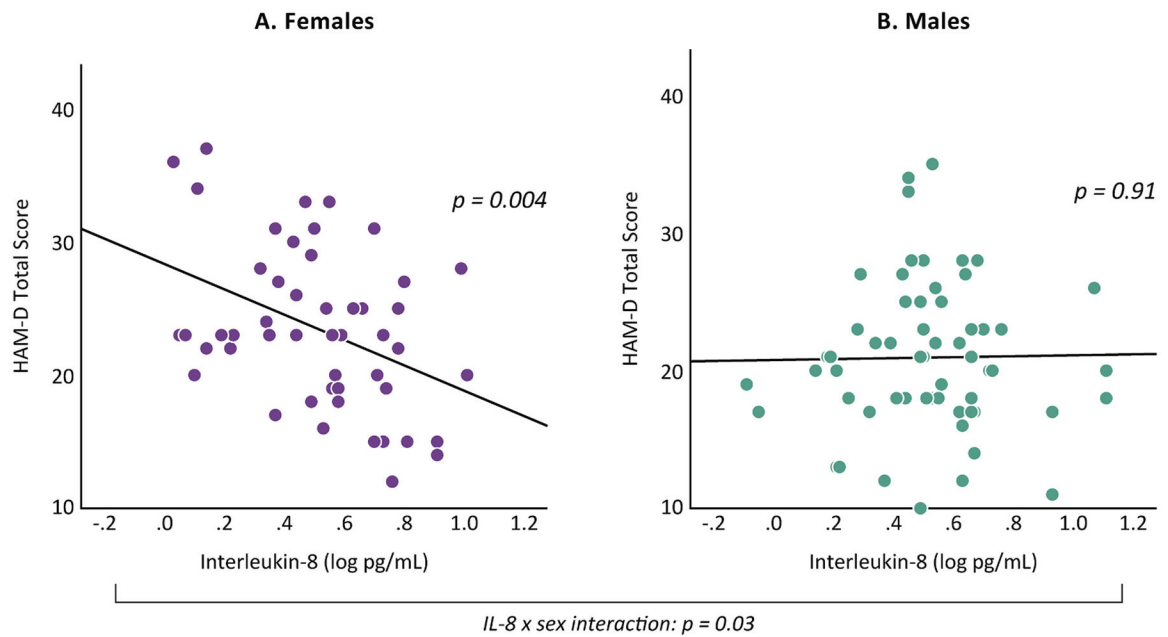 A. Females
B. Males
HAM-D Total Score
40
30
20
10
p = 0.004
-.2 .0 .2 .4 .6 .8 1.0 1.2
Interleukin-8 (log pg/mL)
HAM-D Total Score
40
30
20
10
p = 0.91
-.2 .0 .2 .4 .6 .8 1.0 1.2
Interleukin-8 (log pg/mL)
IL-8 x sex interaction: p = 0.03